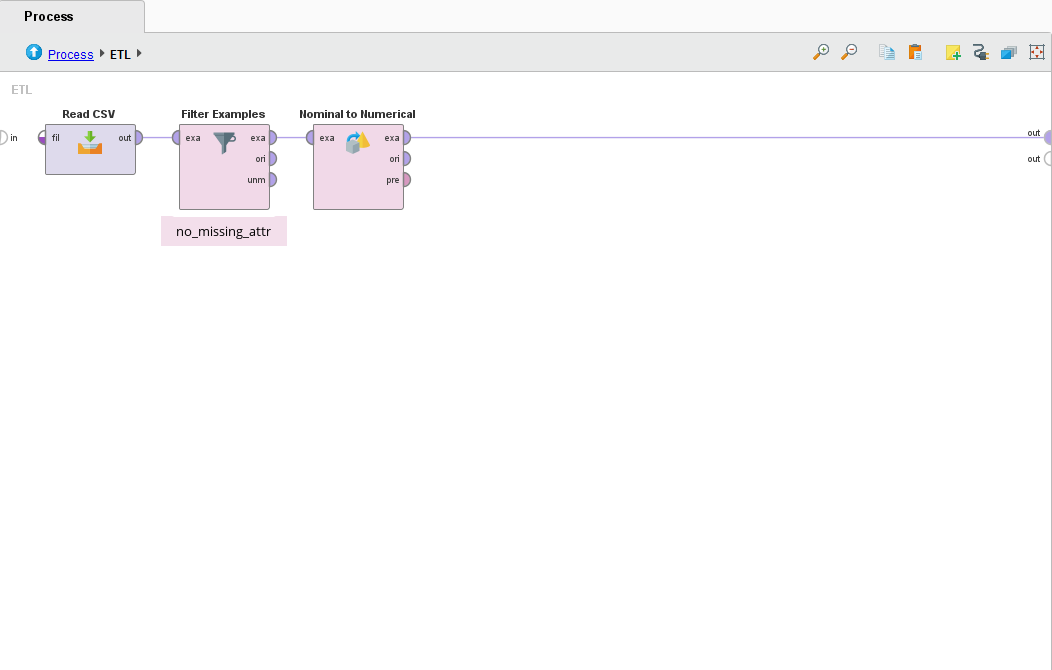 Process
Process ETL
ETL
Read CSV Filter Examples Nominal to Numerical
in fil out exa exa exa exa out
ori ori out
unm pre
no_missing_attr